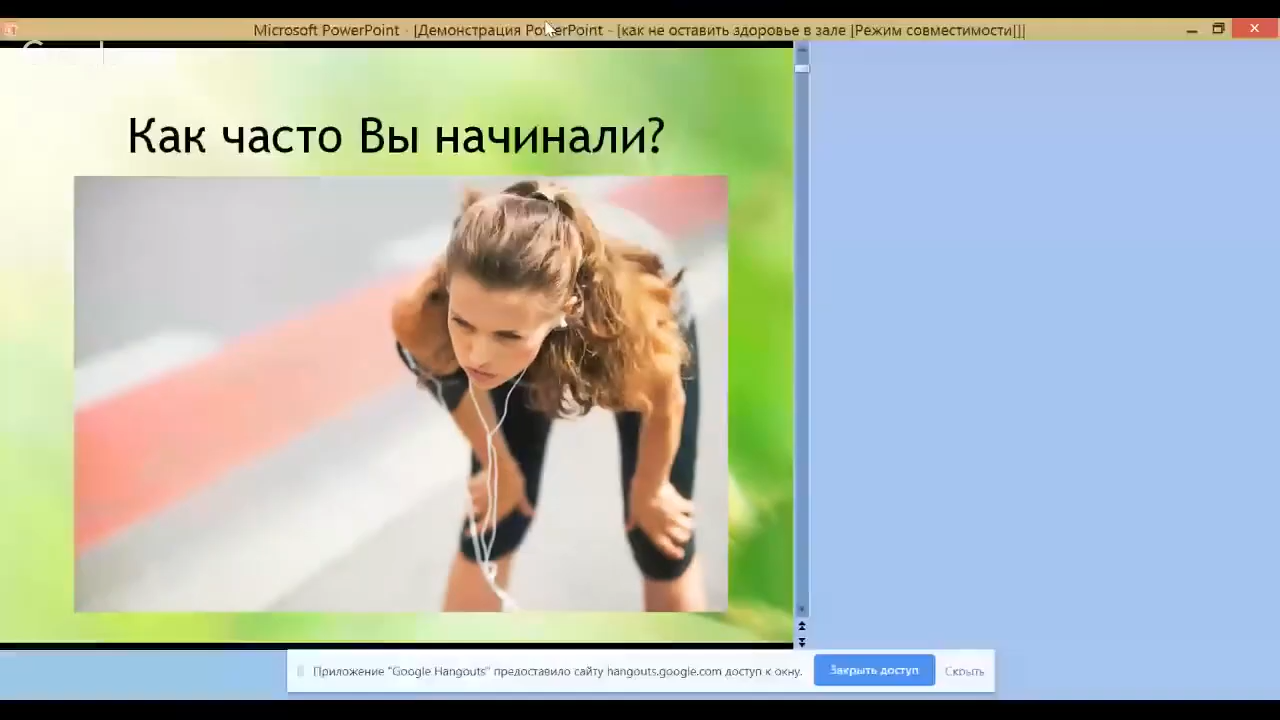 Microsoft PowerPoint - [Демонстрация PowerPoint - [как не оставить здоровье в зале [Режим совместимости]]]
Как часто Вы начинали?
Приложение "Google Hangouts" предоставило сайту hangouts.google.com доступ к окну.
Закрыть доступ
Скрыть